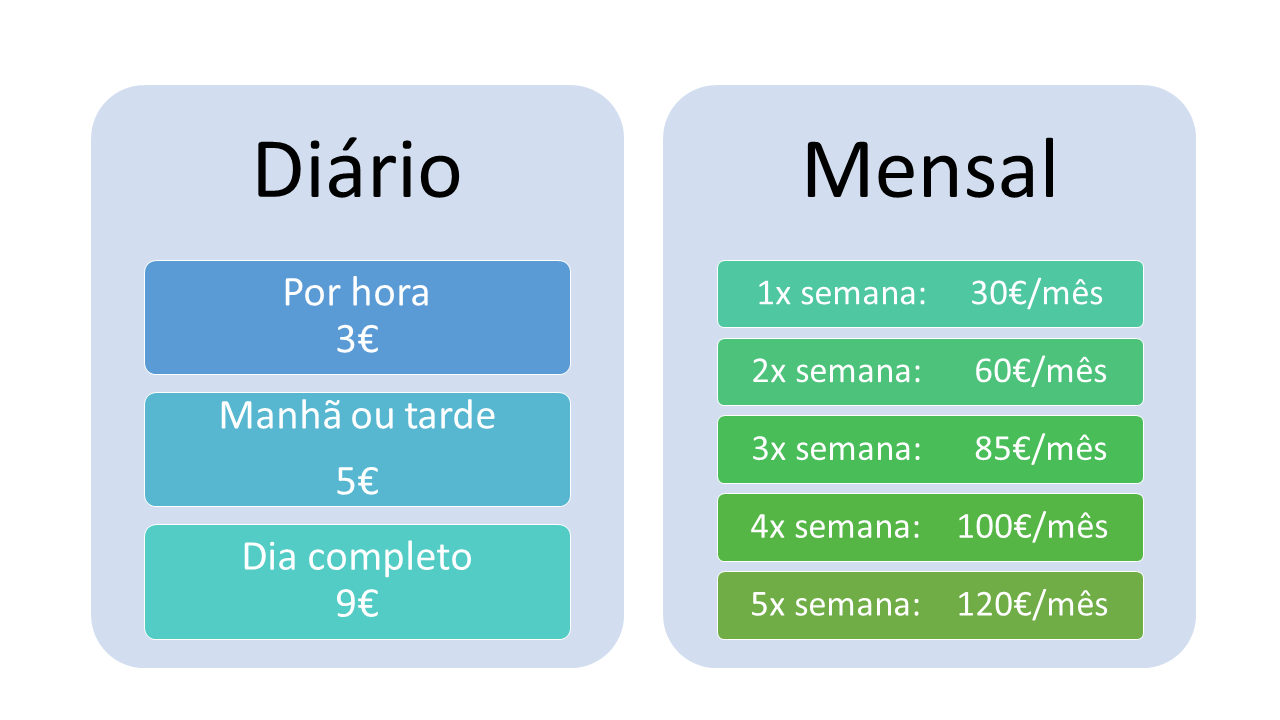 Diário
Por hora
3€
Manhã ou tarde
5€
Dia completo
9€
Mensal
1x semana: 30€/mês
2x semana: 60€/mês
3x semana: 85€/mês
4x semana: 100€/mês
5x semana: 120€/mês